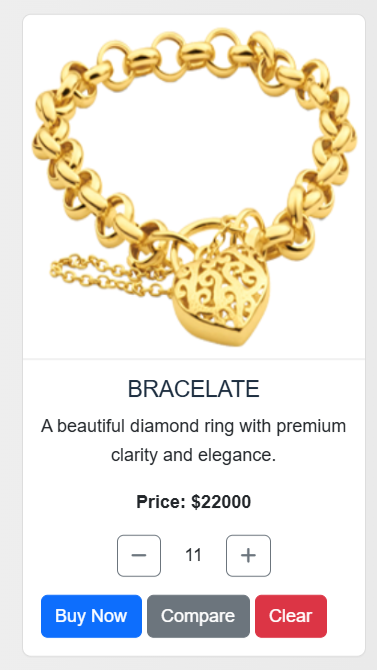 BRACELATE
A beautiful diamond ring with premium
clarity and elegance.
Price: $22000
− 11 +
Buy Now Compare Clear